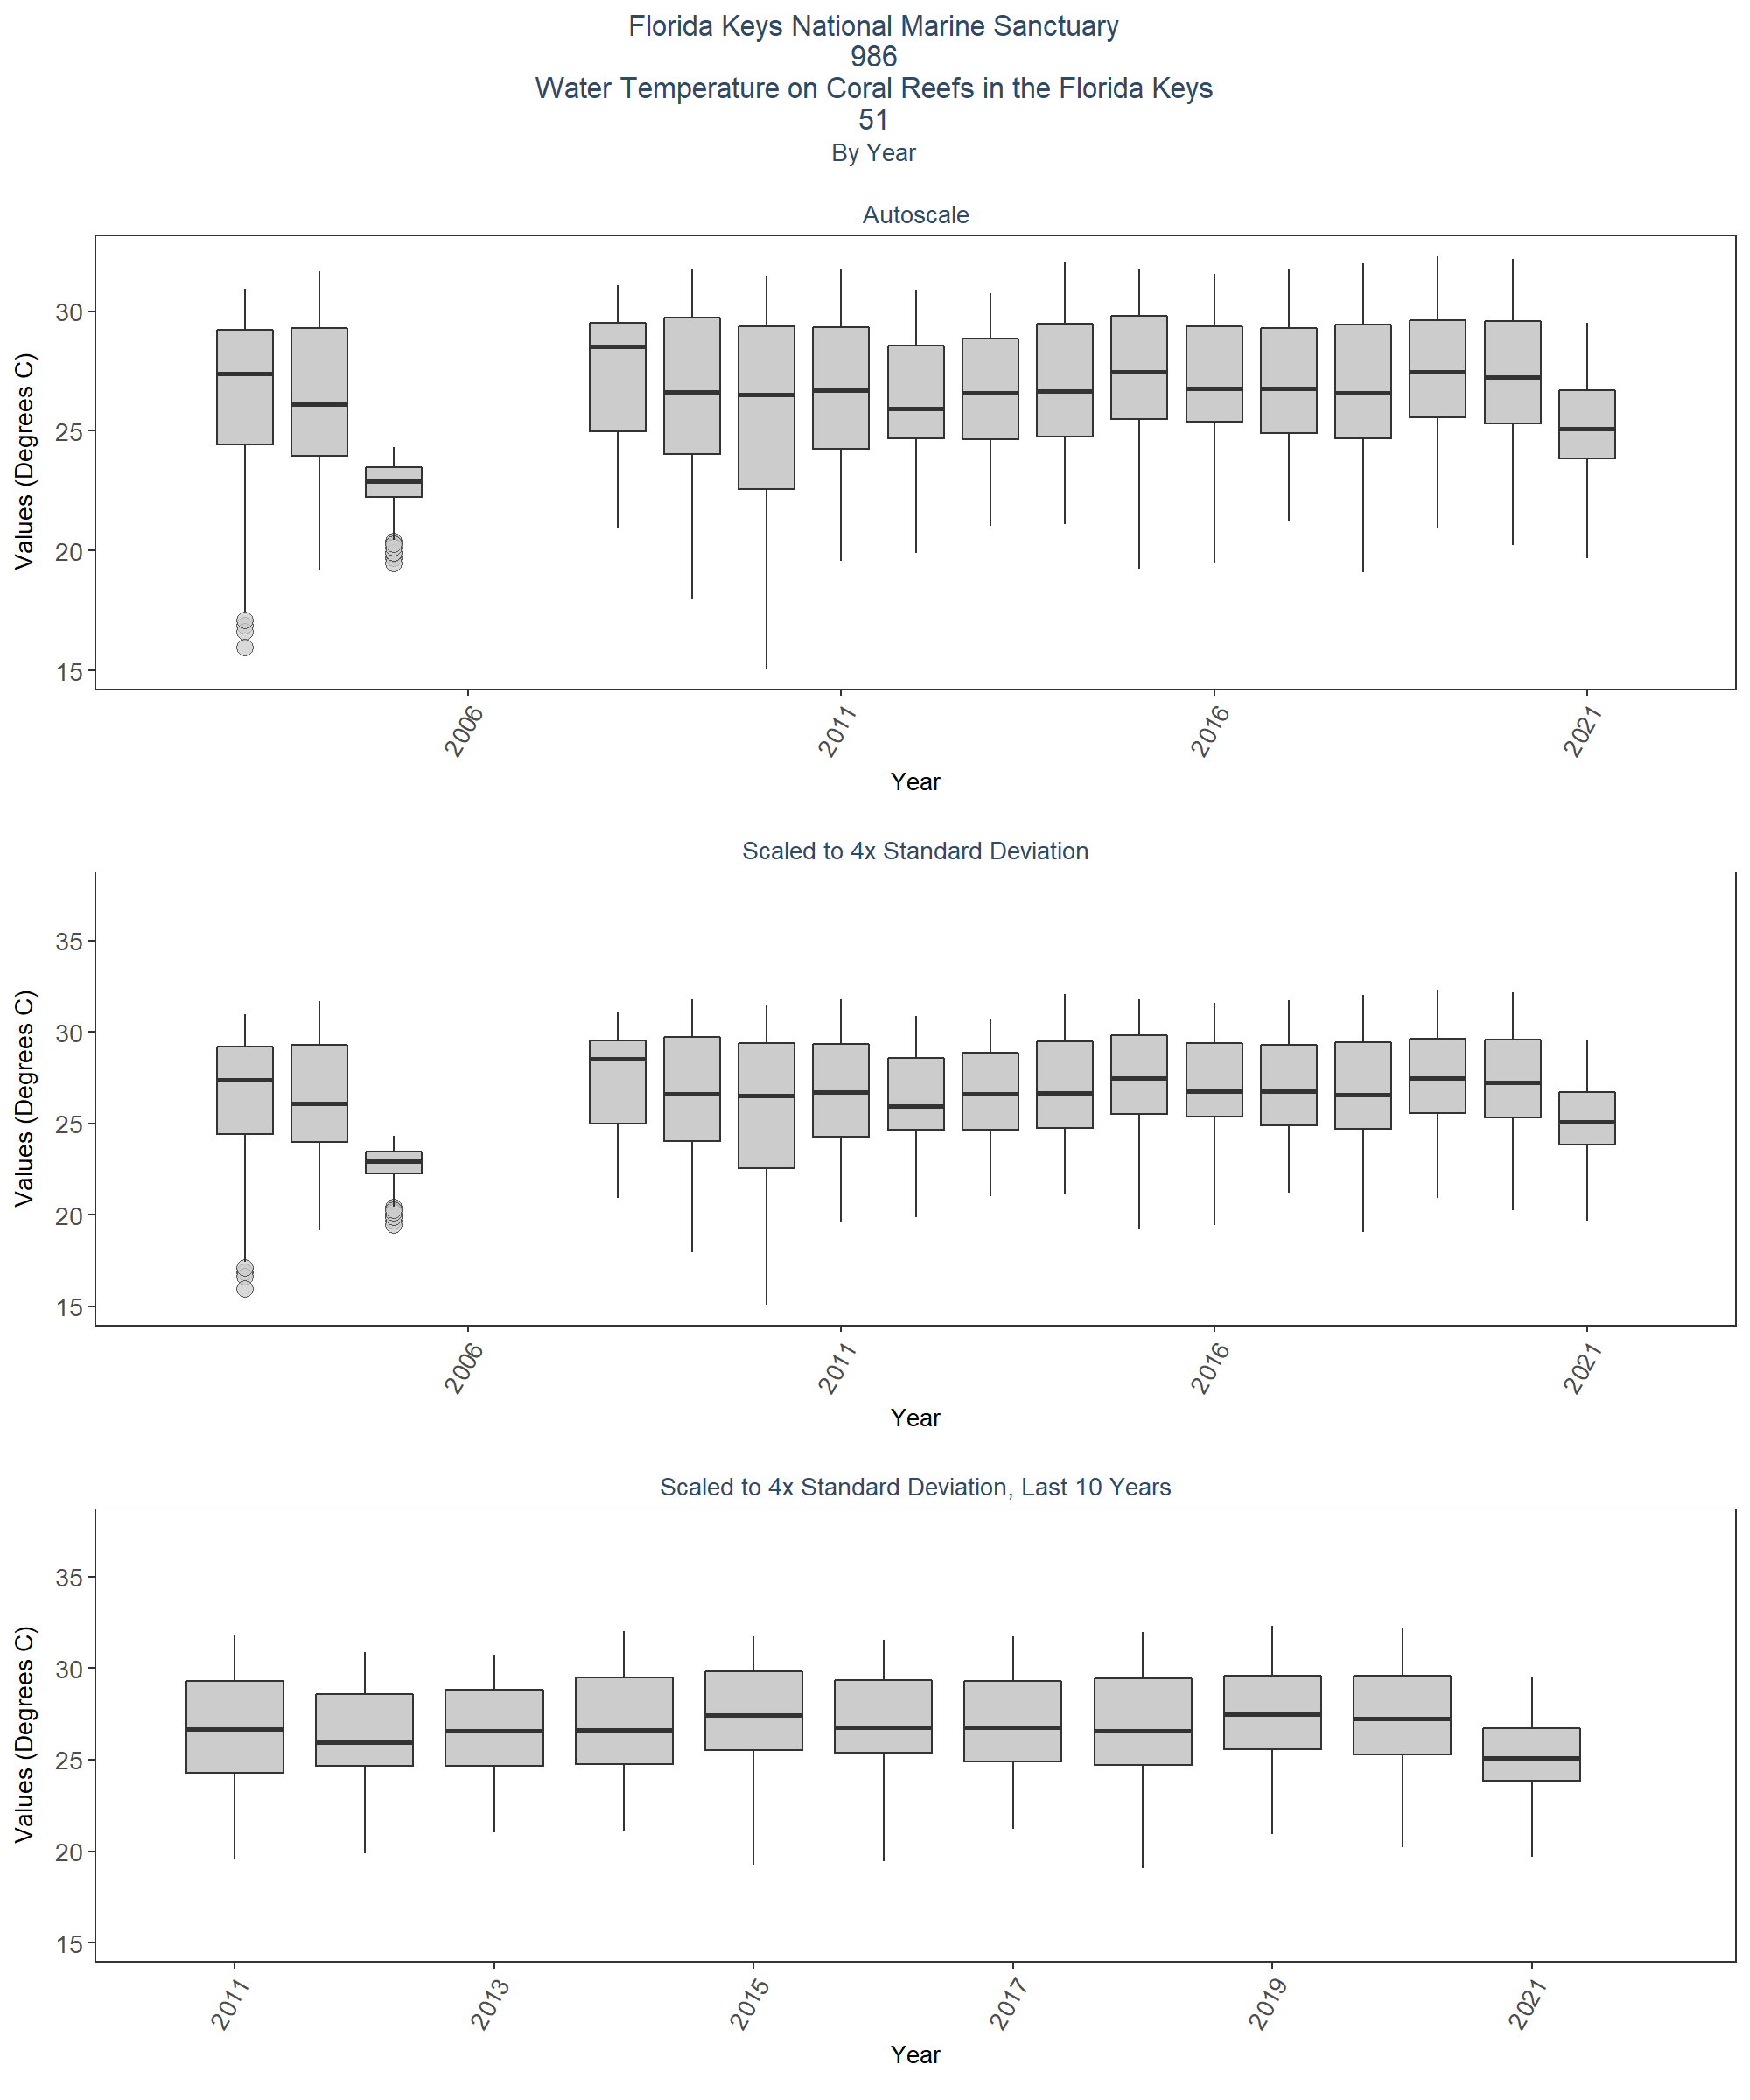 Florida Keys National Marine Sanctuary
986
Water Temperature on Coral Reefs in the Florida Keys
51
By Year
Autoscale
Values (Degrees C)
30
25
20
15
2006
2011
2016
2021
Year
Scaled to 4x Standard Deviation
Values (Degrees C)
35
30
25
20
15
2006
2011
2016
2021
Year
Scaled to 4x Standard Deviation, Last 10 Years
Values (Degrees C)
35
30
25
20
15
2011
2013
2015
2017
2019
2021
Year